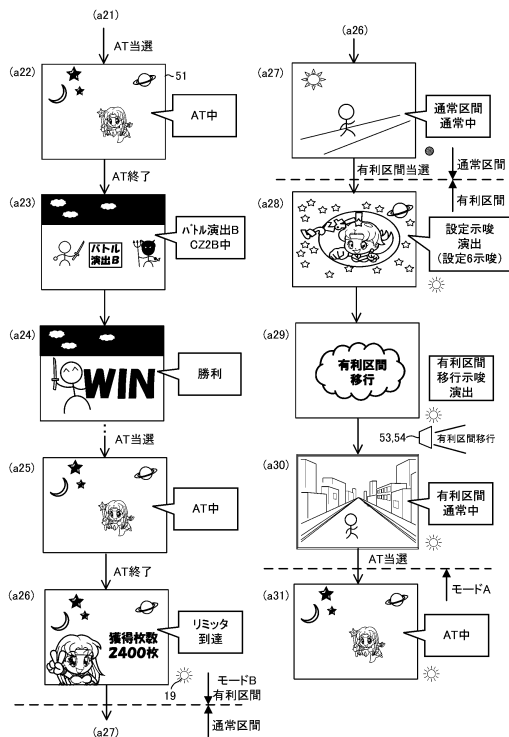 (a21)
AT当選
(a22)
51
AT中
AT終了
(a23)
バトル
演出B
バトル演出B
CZ2B中
(a24)
WIN
勝利
AT当選
(a25)
AT中
AT終了
(a26)
獲得枚数
2400枚
リミッタ
到達
19
モードB
有利区間
通常区間
(a27)
(a26)
(a27)
通常区間
通常中
有利区間当選
通常区間
有利区間
(a28)
設定示唆
演出
(設定6示唆)
(a29)
有利区間
移行
有利区間
移行示唆
演出
53,54
有利区間移行
(a30)
有利区間
通常中
AT当選
モードA
(a31)
AT中